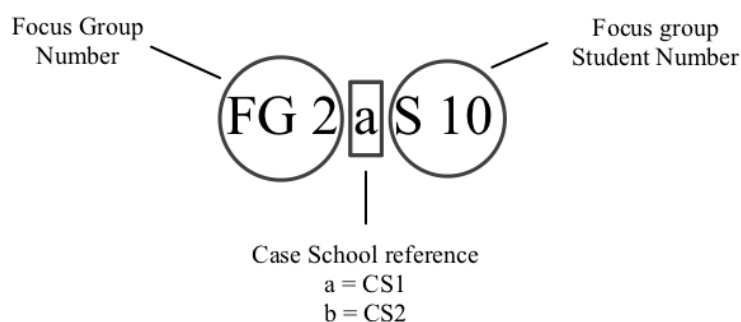 Focus Group
Number
Focus group
Student Number
FG 2 a S 10
Case School reference
a = CS1
b = CS2